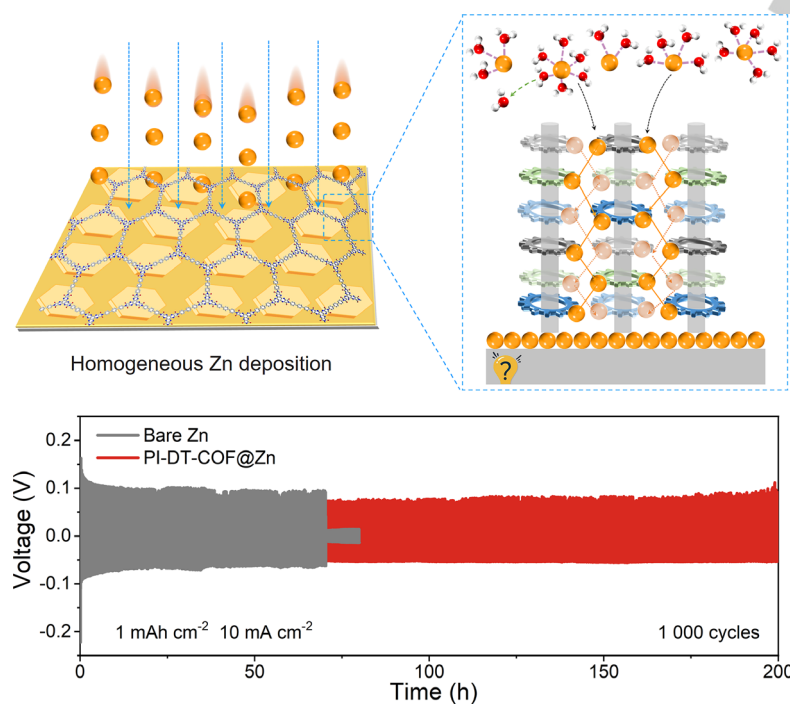 ?
Homogeneous Zn deposition
Bare Zn
PI-DT-COF@Zn
0.2
0.1
0.0
-0.1
-0.2
Voltage (V)
1 mAh cm⁻² 10 mA cm⁻²
1 000 cycles
0 50 100 150 200
Time (h)